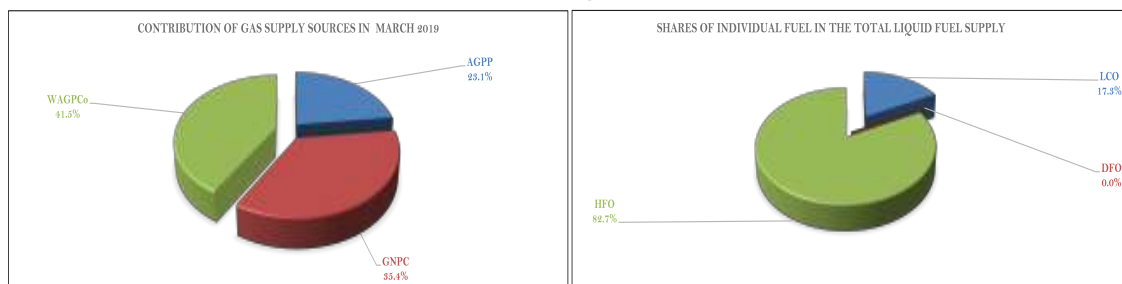 CONTRIBUTION OF GAS SUPPLY SOURCES IN MARCH 2019
AGPP
23.1%
WAGPCo
41.5%
GNPC
35.4%
SHARES OF INDIVIDUAL FUEL IN THE TOTAL LIQUID FUEL SUPPLY
LCO
17.3%
DFO
0.0%
HFO
82.7%